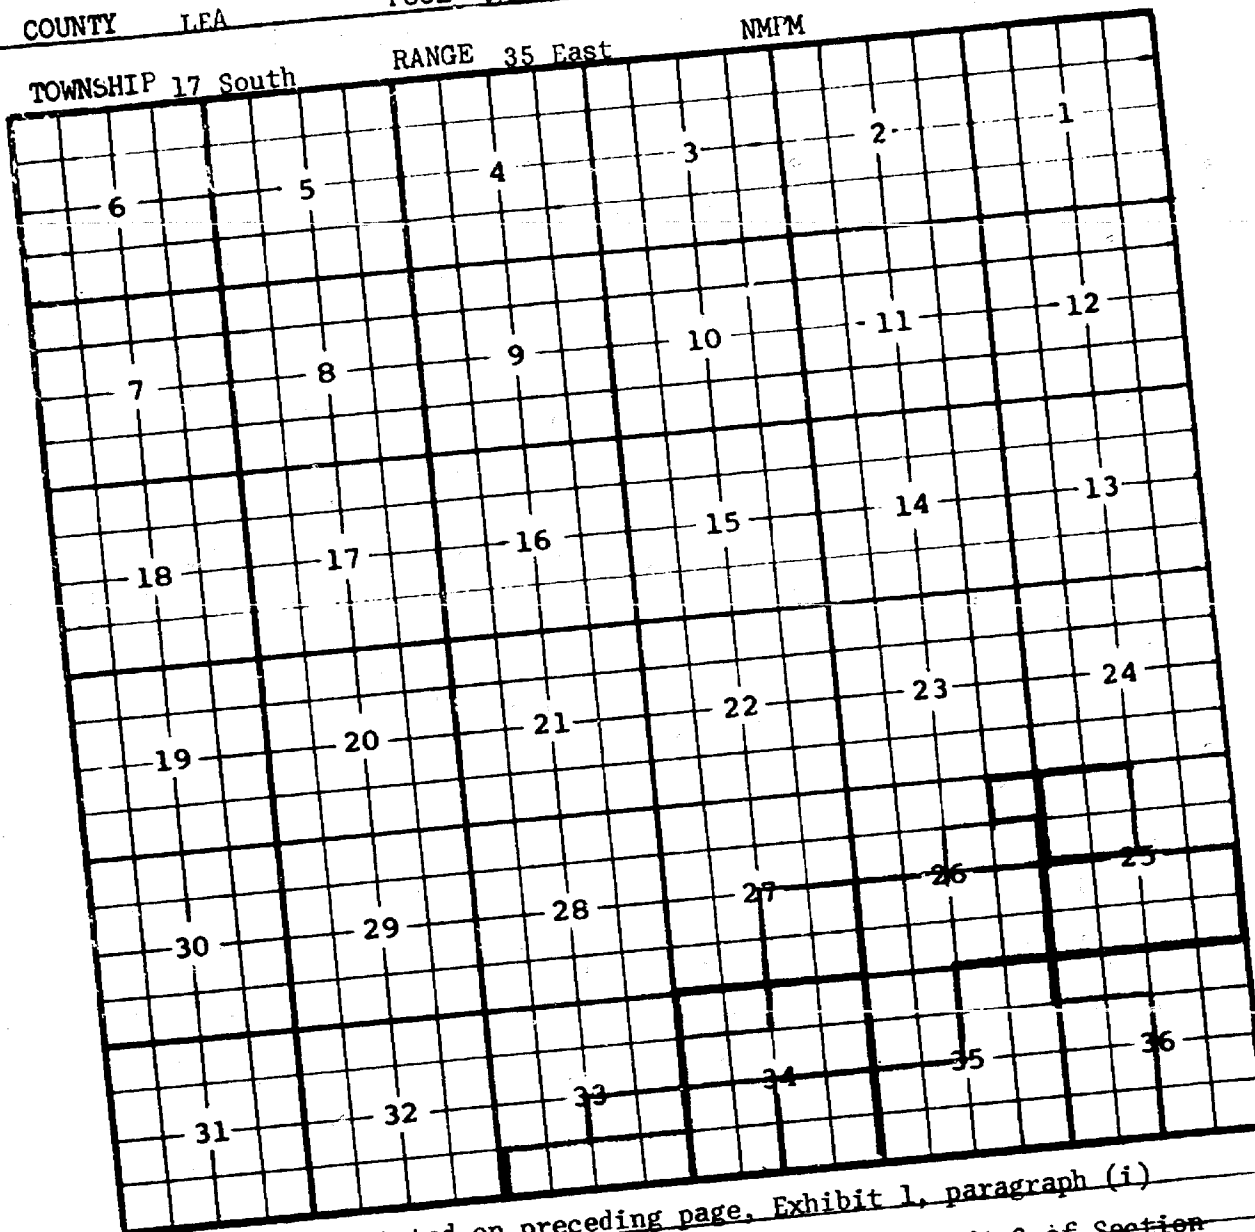 COUNTY LEA
TOWNSHIP 17 South RANGE 35 East NMPM
6 5 4 3 2 1
7 8 9 10 11 12
18 17 16 15 14 13
19 20 21 22 23 24
30 29 28 27 26 25
31 32 33 34 35 36
on preceding page, Exhibit 1, paragraph (i)
of Section